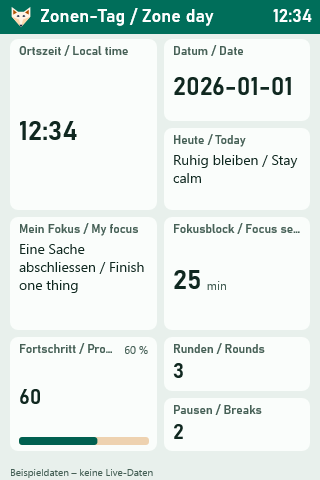 Zonen-Tag / Zone day
12:34
Ortszeit / Local time
12:34
Datum / Date
2026-01-01
Heute / Today
Ruhig bleiben / Stay
calm
Mein Fokus / My focus
Eine Sache
abschliessen / Finish
one thing
Fokusblock / Focus se...
25 min
Fortschritt / Pro... 60 %
60
Runden / Rounds
3
Pausen / Breaks
2
Beispieldaten – keine Live-Daten